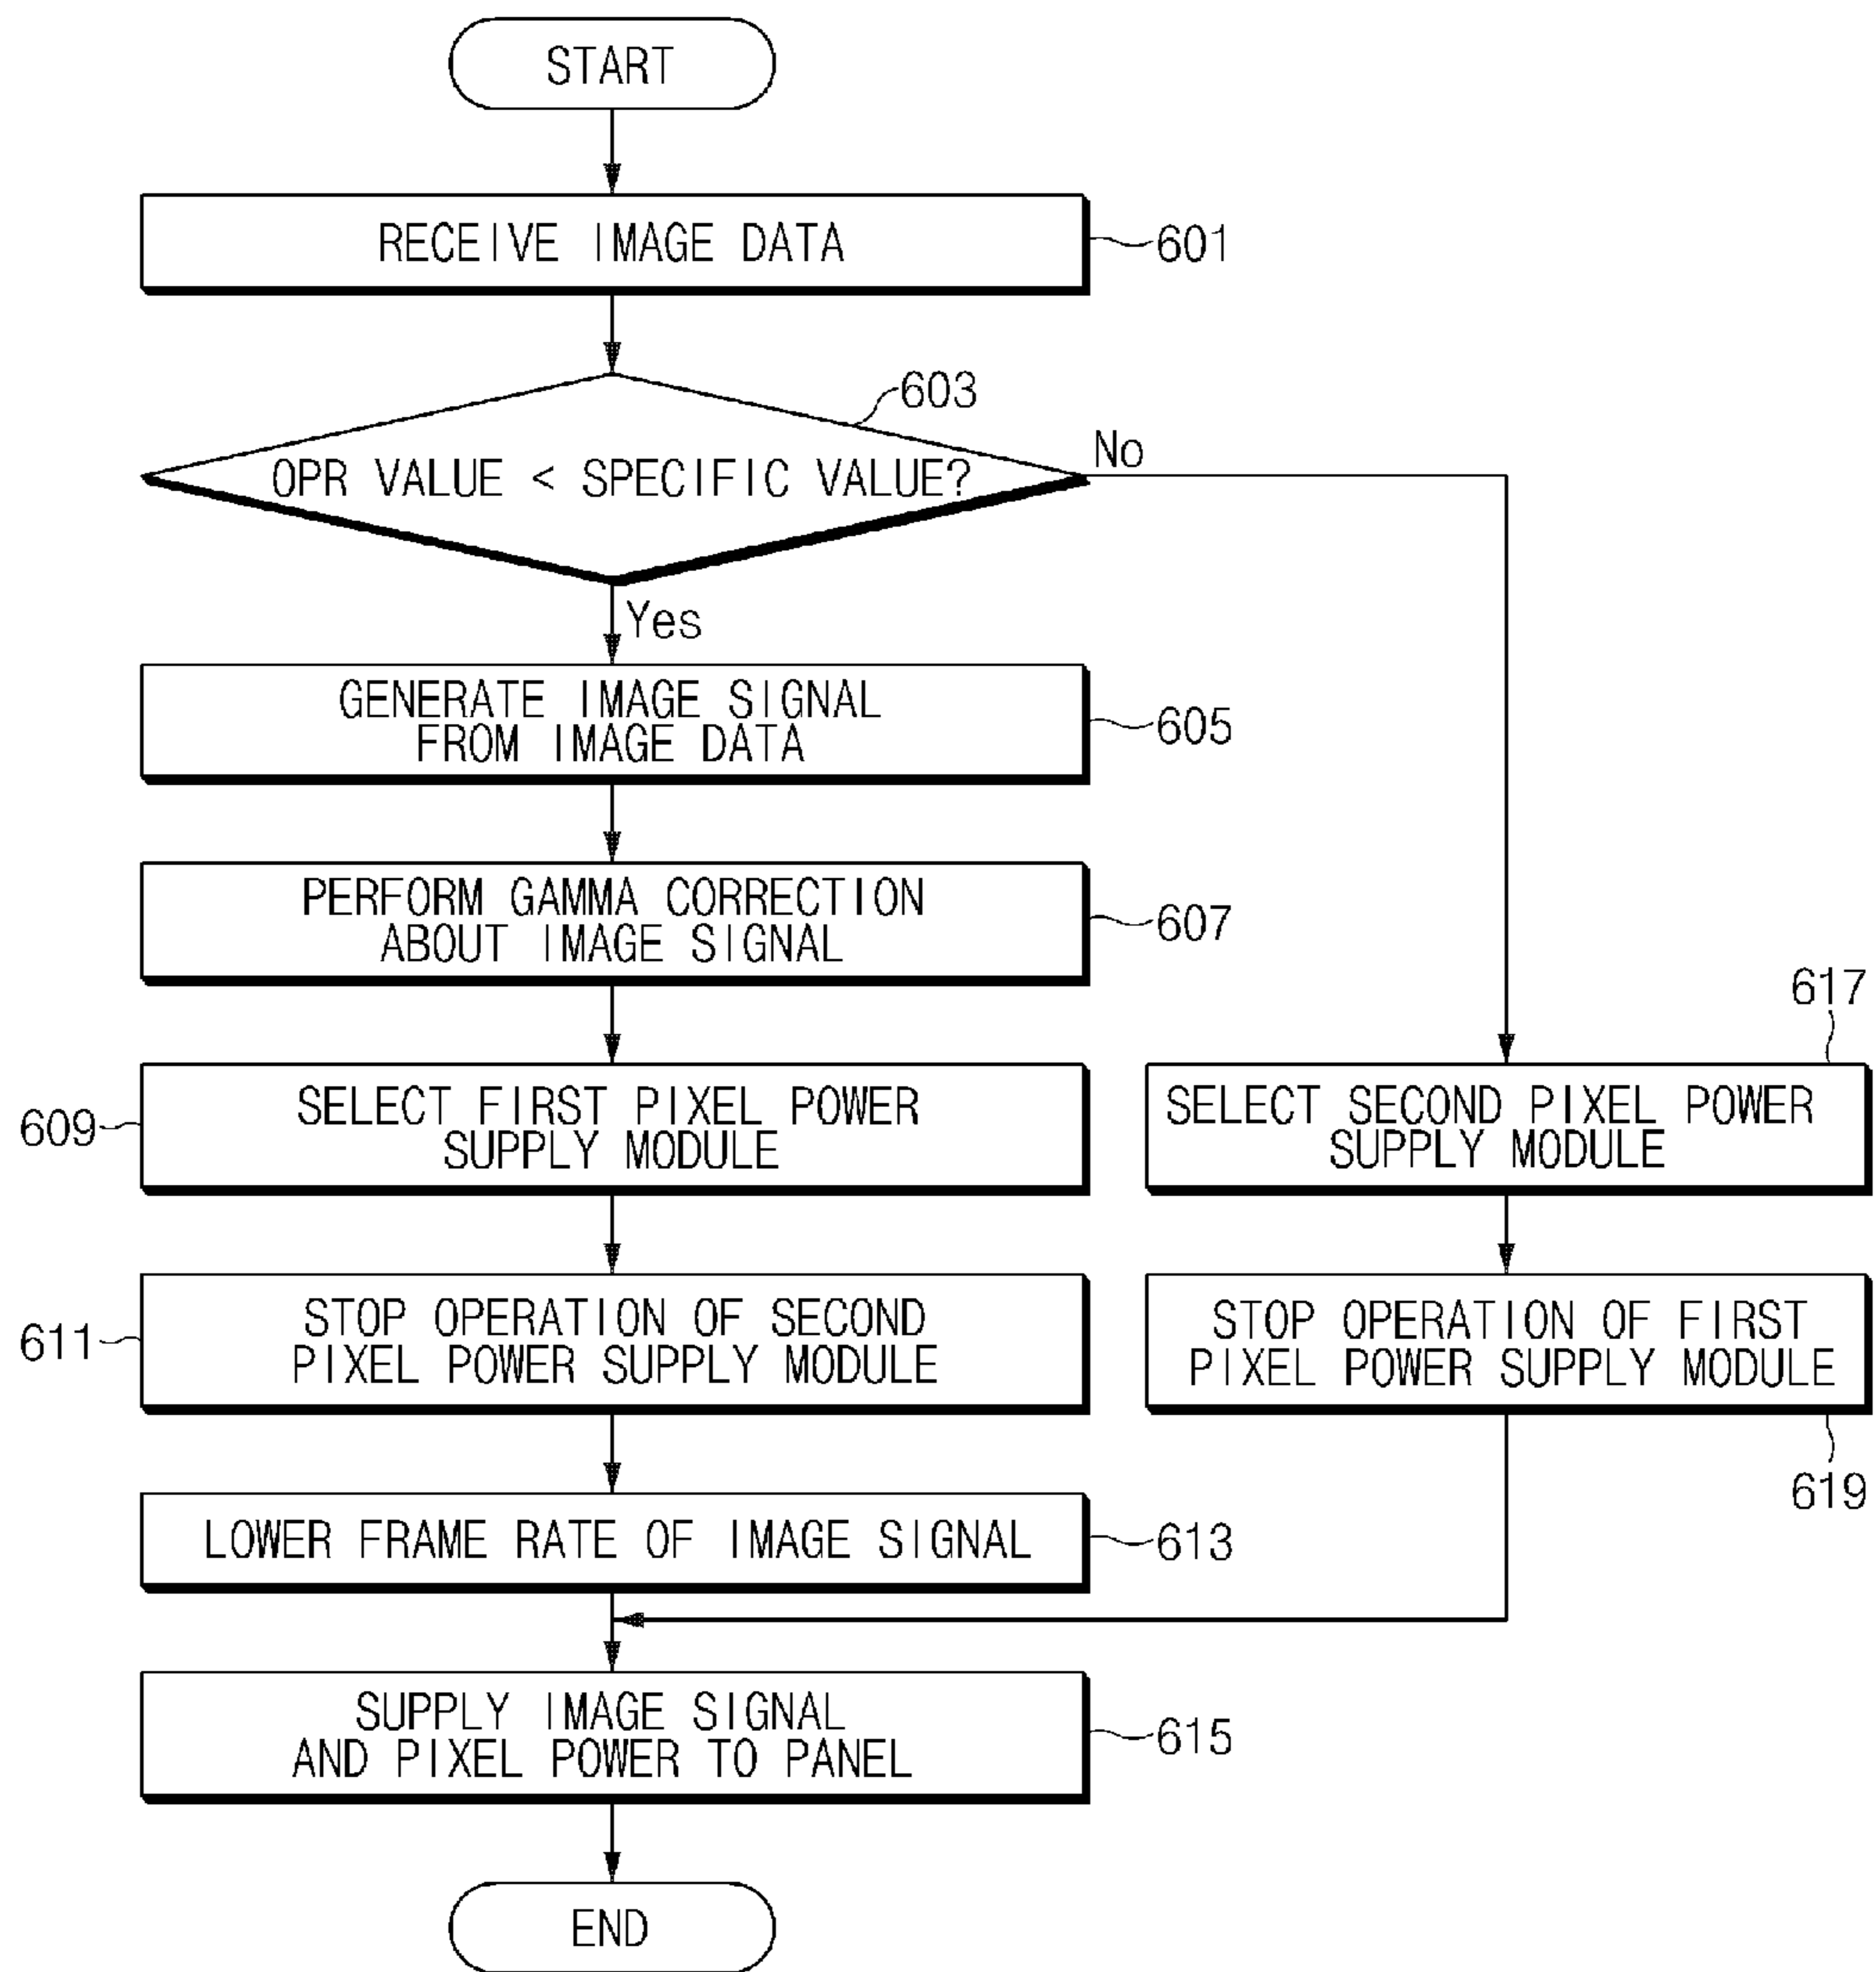 START
RECEIVE IMAGE DATA
601
603
OPR VALUE < SPECIFIC VALUE?
No
Yes
GENERATE IMAGE SIGNAL
FROM IMAGE DATA
605
PERFORM GAMMA CORRECTION
ABOUT IMAGE SIGNAL
607
609
SELECT FIRST PIXEL POWER
SUPPLY MODULE
617
SELECT SECOND PIXEL POWER
SUPPLY MODULE
611
STOP OPERATION OF SECOND
PIXEL POWER SUPPLY MODULE
STOP OPERATION OF FIRST
PIXEL POWER SUPPLY MODULE
619
LOWER FRAME RATE OF IMAGE SIGNAL
613
SUPPLY IMAGE SIGNAL
AND PIXEL POWER TO PANEL
615
END